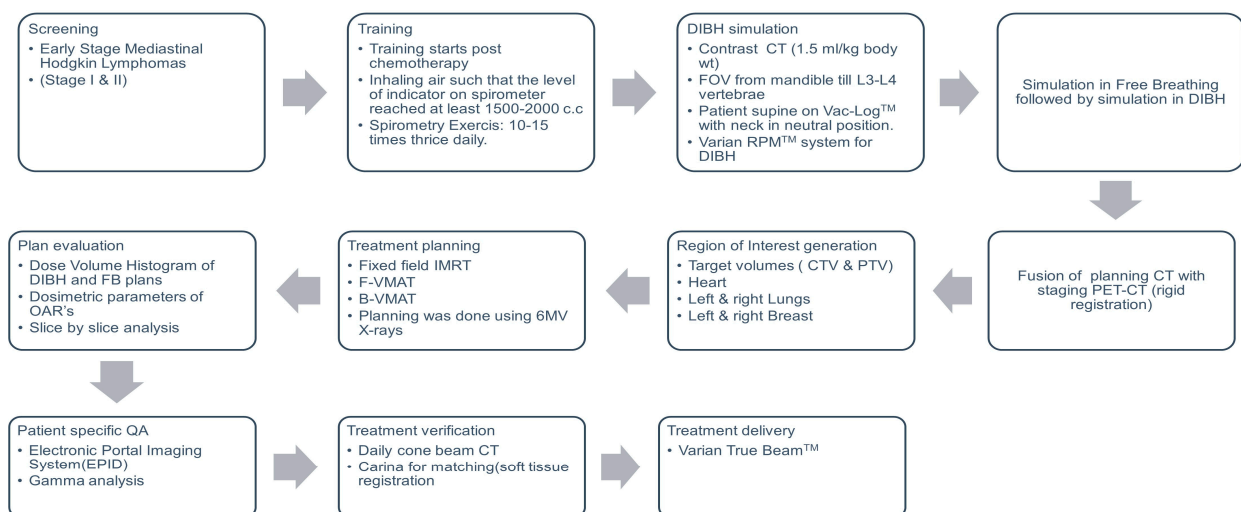 Screening
• Early Stage Mediastinal
Hodgkin Lymphomas
• (Stage I & II)
Training
• Training starts post
chemotherapy
• Inhaling air such that the level
of indicator on spirometer
reached at least 1500-2000 c.c
• Spirometry Exercis: 10-15
times thrice daily.
DIBH simulation
• Contrast CT (1.5 ml/kg body
wt)
• FOV from mandible till L3-L4
vertebrae
• Patient supine on Vac-Log™
with neck in neutral position.
• Varian RPM™ system for
DIBH
Simulation in Free Breathing
followed by simulation in DIBH
Fusion of planning CT with
staging PET-CT (rigid
registration)
Region of Interest generation
• Target volumes ( CTV & PTV)
• Heart
• Left & right Lungs
• Left & right Breast
Treatment planning
• Fixed field IMRT
• F-VMAT
• B-VMAT
• Planning was done using 6MV
X-rays
Plan evaluation
• Dose Volume Histogram of
DIBH and FB plans
• Dosimetric parameters of
OAR's
• Slice by slice analysis
Patient specific QA
• Electronic Portal Imaging
System(EPID)
• Gamma analysis
Treatment verification
• Daily cone beam CT
• Carina for matching(soft tissue
registration
Treatment delivery
• Varian True Beam™